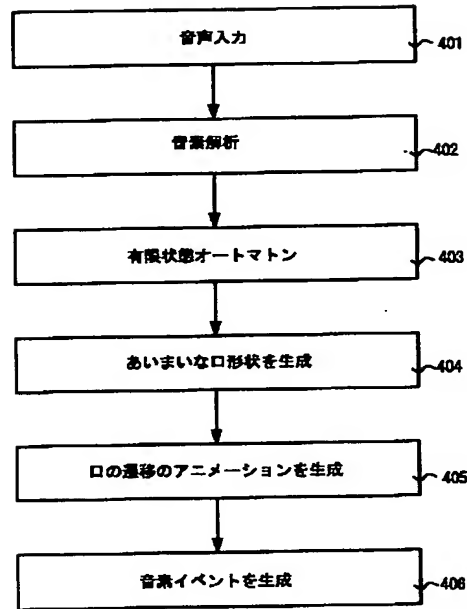 音声入力
401
音素解析
402
有限状態オートマトン
403
あいまいな口形状を生成
404
口の遷移のアニメーションを生成
405
音素イベントを生成
406